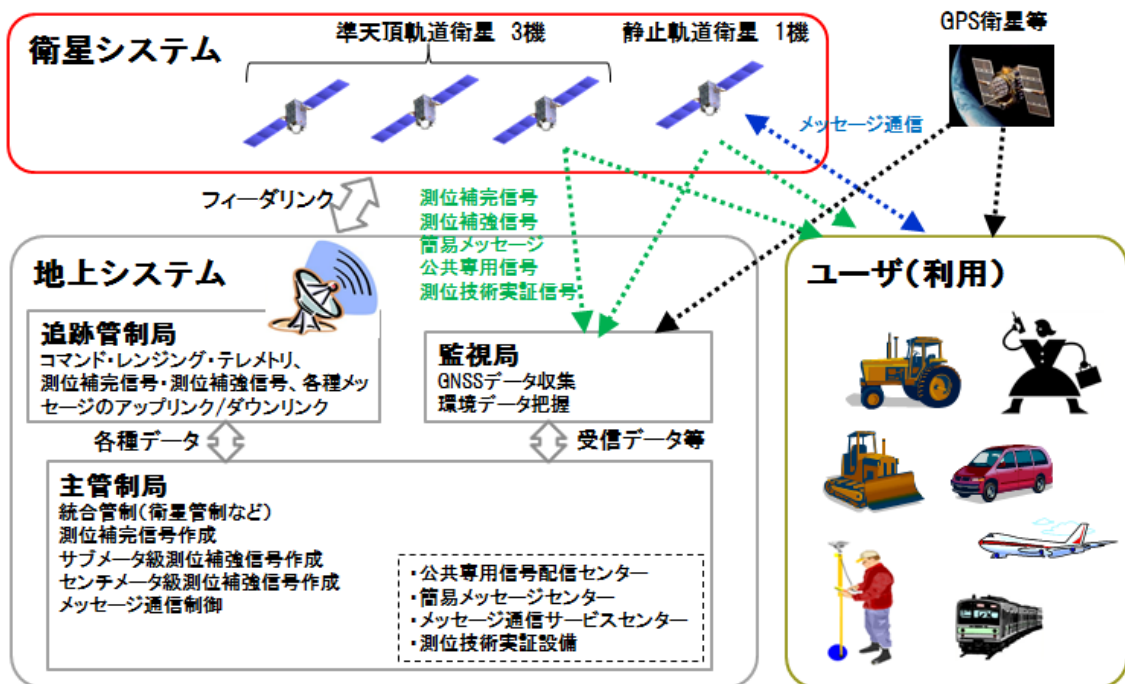 衛星システム
準天頂軌道衛星 3機
静止軌道衛星 1機
GPS衛星等
メッセージ通信
フィーダリンク
測位補完信号
測位補強信号
簡易メッセージ
公共専用信号
測位技術実証信号
地上システム
追跡管制局
コマンド・レンジング・テレメトリ、
測位補完信号・測位補強信号、各種メッ
セージのアップリンク/ダウンリンク
監視局
GNSSデータ収集
環境データ把握
各種データ
受信データ等
主管制局
統合管制(衛星管制など)
測位補完信号作成
サブメータ級測位補強信号作成
センチメータ級測位補強信号作成
メッセージ通信制御
・公共専用信号配信センター
・簡易メッセージセンター
・メッセージ通信サービスセンター
・測位技術実証設備
ユーザ(利用)